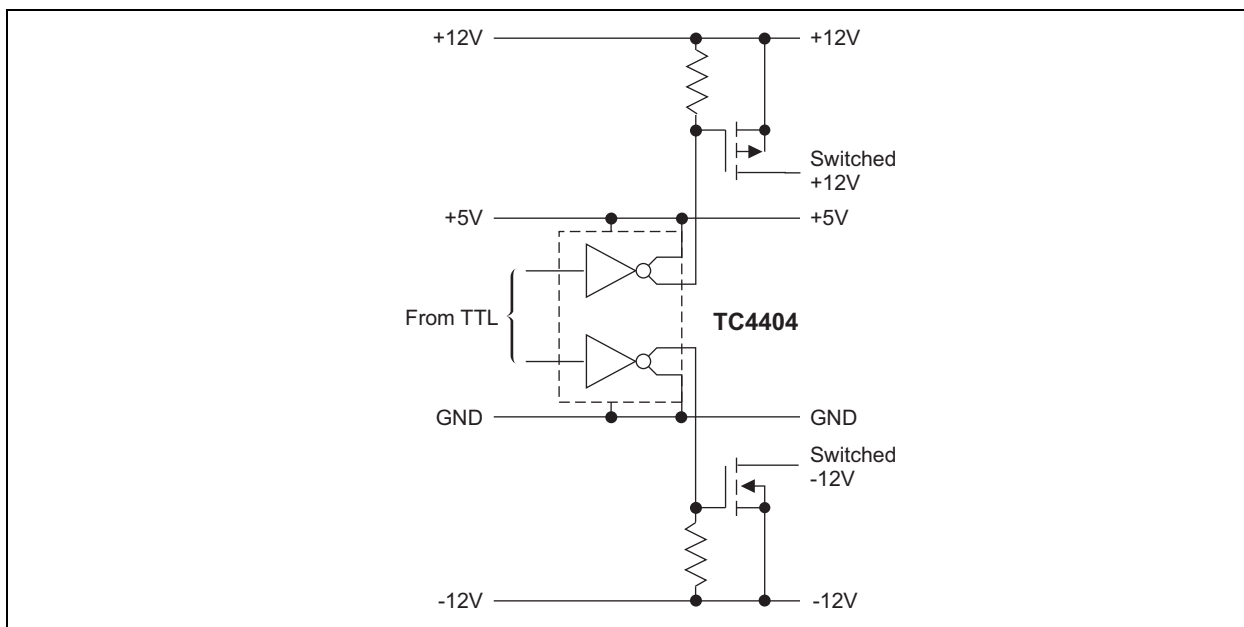 +12V
+12V
Switched
+12V
+5V
+5V
From TTL
TC4404
GND
GND
Switched
-12V
-12V
-12V